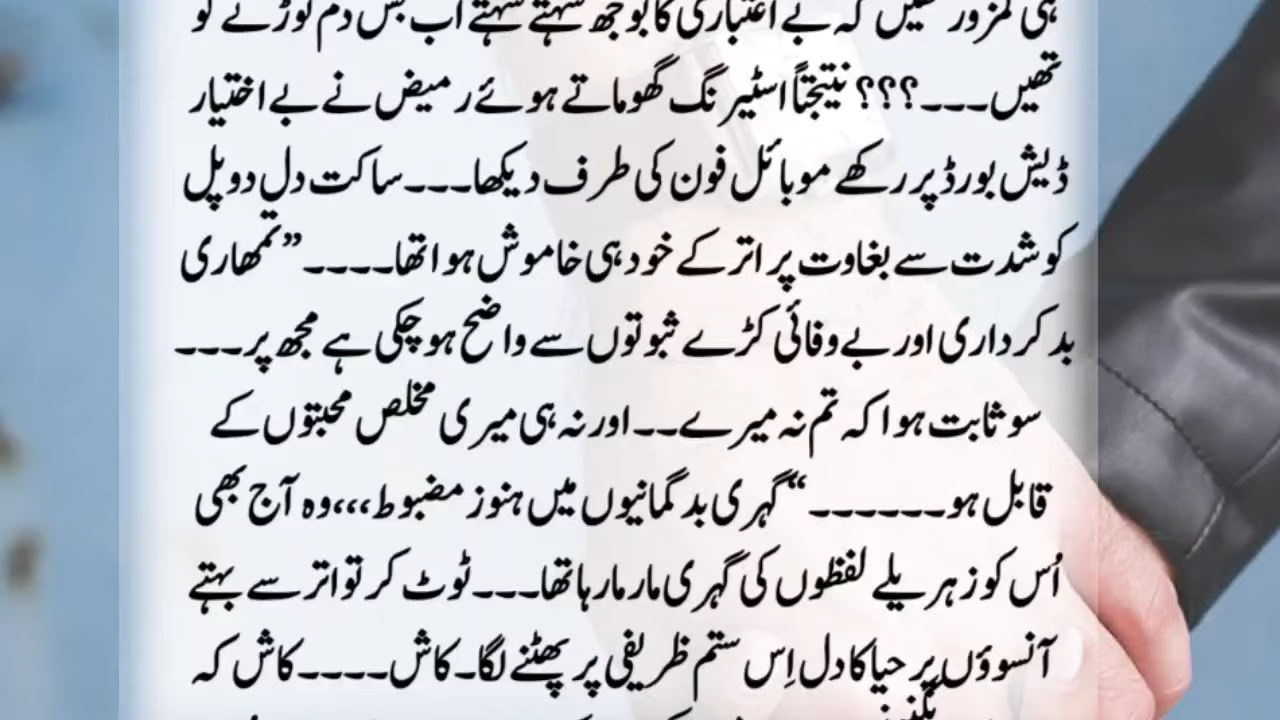 ہی کمزور تھیں کہ بے اعتباری کا بوجھ سہتے سہتے اب بس دم توڑنے کو
تھیں۔۔۔؟؟؟ نتیجتاً اسٹیرنگ گھوماتے ہوئے رمیض نے بے اختیار
ڈیش بورڈ پر رکھے موبائل فون کی طرف دیکھا۔۔۔ساکت دل دو پل
کو شدت سے بغاوت پر اتر کے خود ہی خاموش ہوا تھا۔۔۔۔”تمھاری
بدکرداری اور بے وفائی کڑے ثبوتوں سے واضح ہو چکی ہے مجھ پر۔۔۔
سو ثابت ہوا کہ تم نہ میرے۔۔اور نہ ہی میری مخلص محبتوں کے
قابل ہو۔۔۔۔۔۔“گہری بدگمانیوں میں ہنوز مضبوط،،،وہ آج بھی
اُس کو زہریلے لفظوں کی گہری مار مار رہا تھا۔۔۔ٹوٹ کر تواتر سے بہتے
آنسوؤں پر حیا کا دل اِس ستم ظریفی پر پھٹنے لگا۔کاش۔۔۔۔کاش کہ